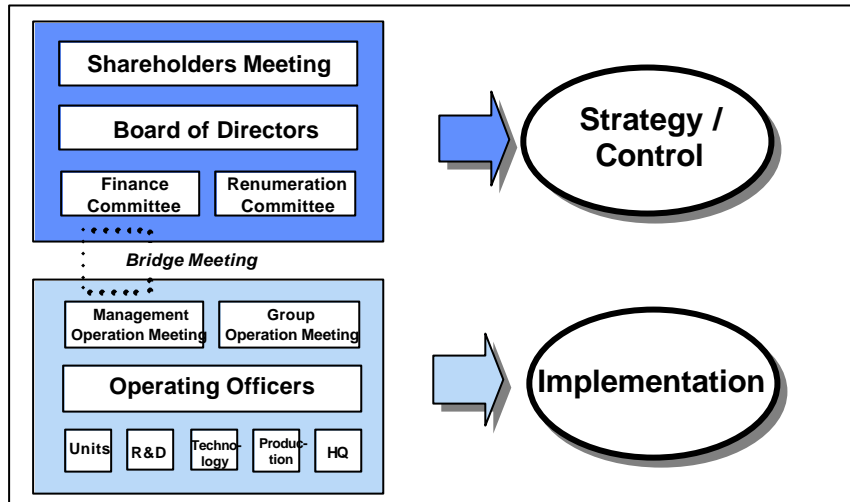 Shareholders Meeting
Board of Directors
Finance
Committee
Renumeration
Committee
Strategy /
Control
Bridge Meeting
Management
Operation Meeting
Group
Operation Meeting
Operating Officers
Implementation
Units
R&D
Techno-
logy
Produc-
tion
HQ